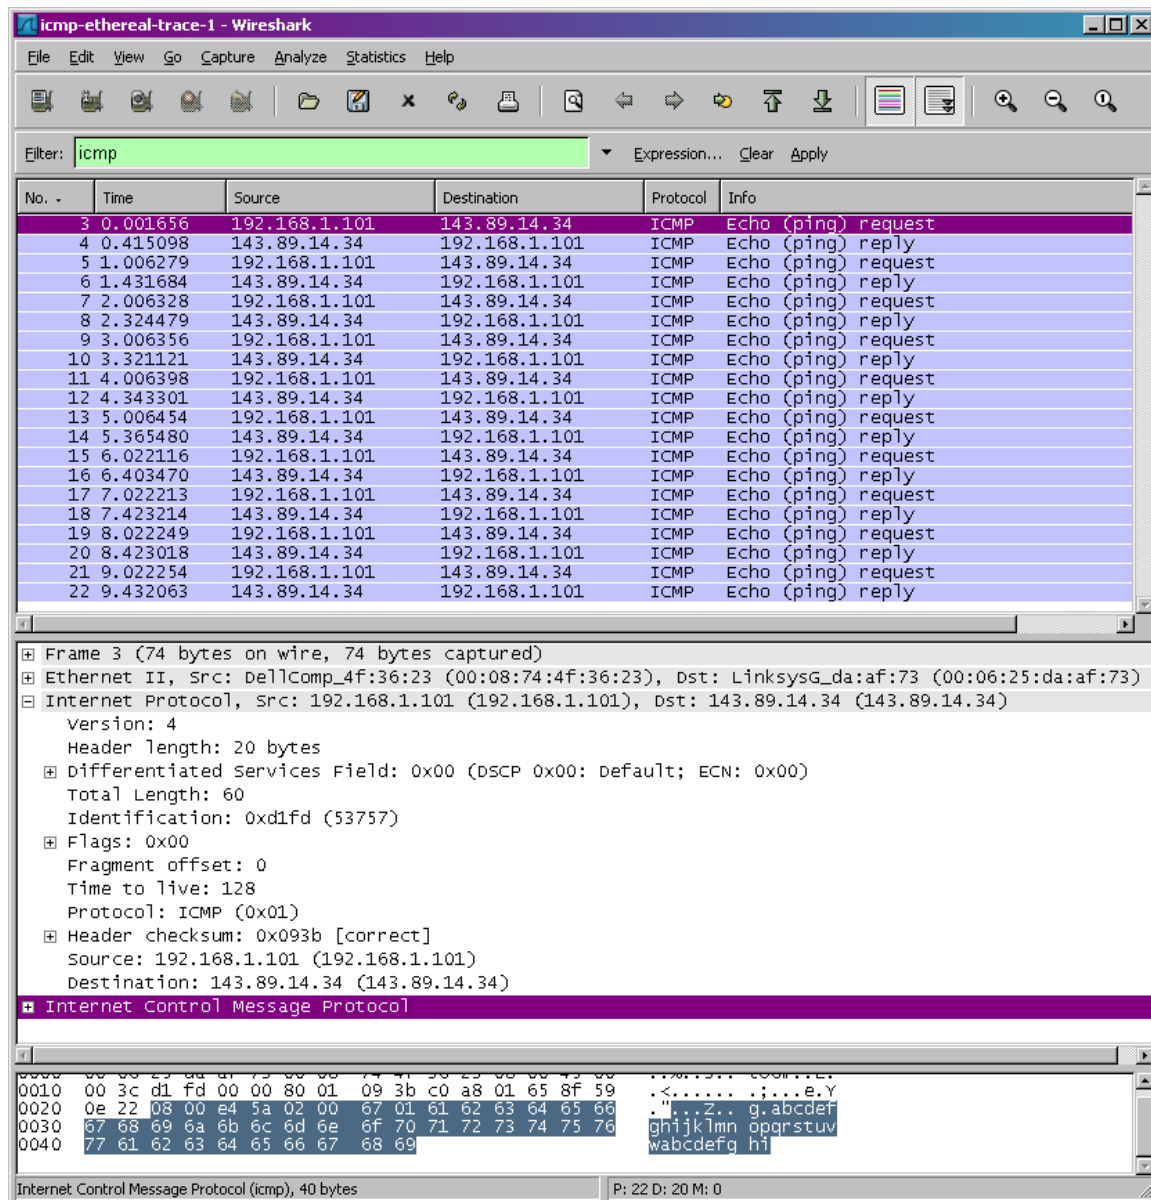 icmp-ethereal-trace-1 - Wireshark
File Edit View Go Capture Analyze Statistics Help
Filter: icmp Expression... Clear Apply
No. Time Source Destination Protocol Info
3 0.001656 192.168.1.101 143.89.14.34 ICMP Echo (ping) request
4 0.415098 143.89.14.34 192.168.1.101 ICMP Echo (ping) reply
5 1.006279 192.168.1.101 143.89.14.34 ICMP Echo (ping) request
6 1.431684 143.89.14.34 192.168.1.101 ICMP Echo (ping) reply
7 2.006328 192.168.1.101 143.89.14.34 ICMP Echo (ping) request
8 2.324479 143.89.14.34 192.168.1.101 ICMP Echo (ping) reply
9 3.006356 192.168.1.101 143.89.14.34 ICMP Echo (ping) request
10 3.321121 143.89.14.34 192.168.1.101 ICMP Echo (ping) reply
11 4.006398 192.168.1.101 143.89.14.34 ICMP Echo (ping) request
12 4.343301 143.89.14.34 192.168.1.101 ICMP Echo (ping) reply
13 5.006454 192.168.1.101 143.89.14.34 ICMP Echo (ping) request
14 5.365480 143.89.14.34 192.168.1.101 ICMP Echo (ping) reply
15 6.022116 192.168.1.101 143.89.14.34 ICMP Echo (ping) request
16 6.403470 143.89.14.34 192.168.1.101 ICMP Echo (ping) reply
17 7.022213 192.168.1.101 143.89.14.34 ICMP Echo (ping) request
18 7.423214 143.89.14.34 192.168.1.101 ICMP Echo (ping) reply
19 8.022249 192.168.1.101 143.89.14.34 ICMP Echo (ping) request
20 8.423018 143.89.14.34 192.168.1.101 ICMP Echo (ping) reply
21 9.022254 192.168.1.101 143.89.14.34 ICMP Echo (ping) request
22 9.432063 143.89.14.34 192.168.1.101 ICMP Echo (ping) reply
Frame 3 (74 bytes on wire, 74 bytes captured)
Ethernet II, Src: DellComp_4f:36:23 (00:08:74:4f:36:23), Dst: LinksysG_da:af:73 (00:06:25:da:af:73)
Internet Protocol, Src: 192.168.1.101 (192.168.1.101), Dst: 143.89.14.34 (143.89.14.34)
Version: 4
Header length: 20 bytes
Differentiated Services Field: 0x00 (DSCP 0x00: Default; ECN: 0x00)
Total Length: 60
Identification: 0xd1fd (53757)
Flags: 0x00
Fragment offset: 0
Time to live: 128
Protocol: ICMP (0x01)
Header checksum: 0x093b [correct]
Source: 192.168.1.101 (192.168.1.101)
Destination: 143.89.14.34 (143.89.14.34)
Internet Control Message Protocol
0010 00 3c d1 fd 00 00 80 01 09 3b c0 a8 01 65 8f 59 .<...... .;...e.Y
0020 0e 22 08 00 e4 5a 02 00 67 01 61 62 63 64 65 66 ."...Z.. g.abcdef
0030 67 68 69 6a 6b 6c 6d 6e 6f 70 71 72 73 74 75 76 ghijklmn opqrstuv
0040 77 61 62 63 64 65 66 67 68 69 wabcdefg hi
Internet Control Message Protocol (icmp), 40 bytes P: 22 D: 20 M: 0